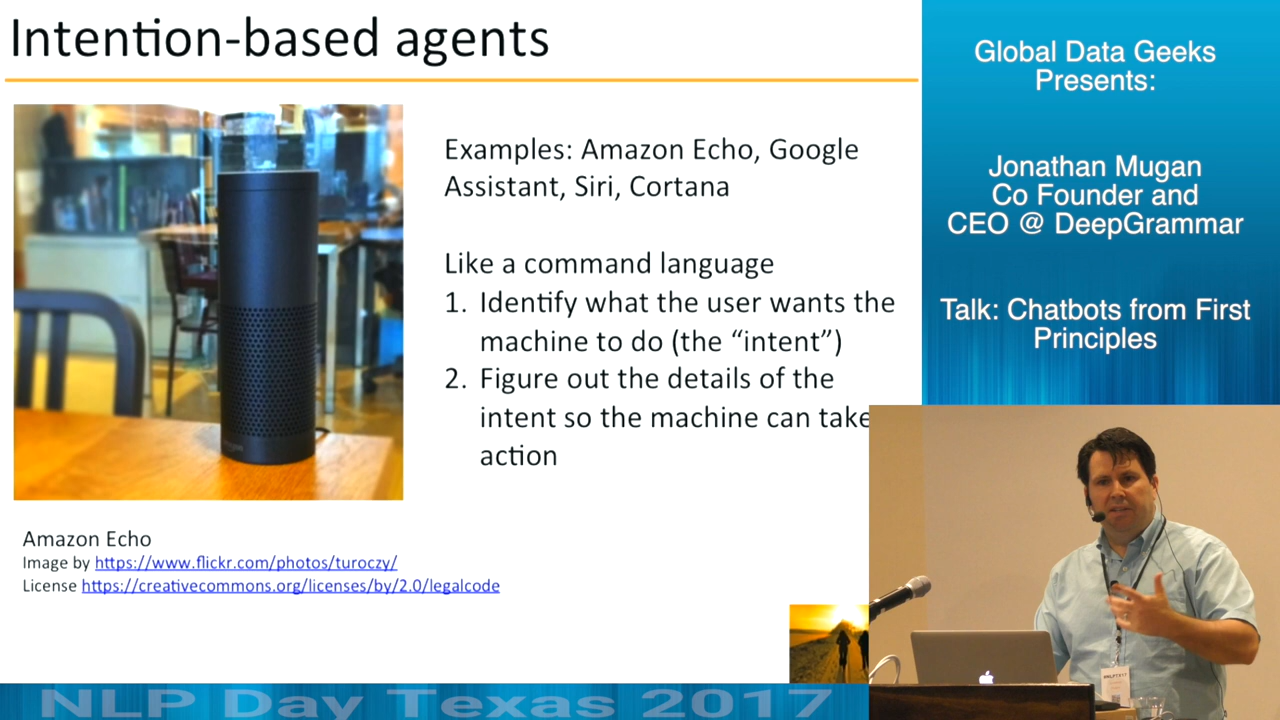 Intention-based agents
Examples: Amazon Echo, Google
Assistant, Siri, Cortana
Like a command language
1. Identify what the user wants the
machine to do (the “intent”)
2. Figure out the details of the
intent so the machine can take
action
Amazon Echo
Image by https://www.flickr.com/photos/turoczy/
License https://creativecommons.org/licenses/by/2.0/legalcode
Global Data Geeks
Presents:
Jonathan Mugan
Co Founder and
CEO @ DeepGrammar
Talk: Chatbots from First
Principles
NLP Day Texas 2017